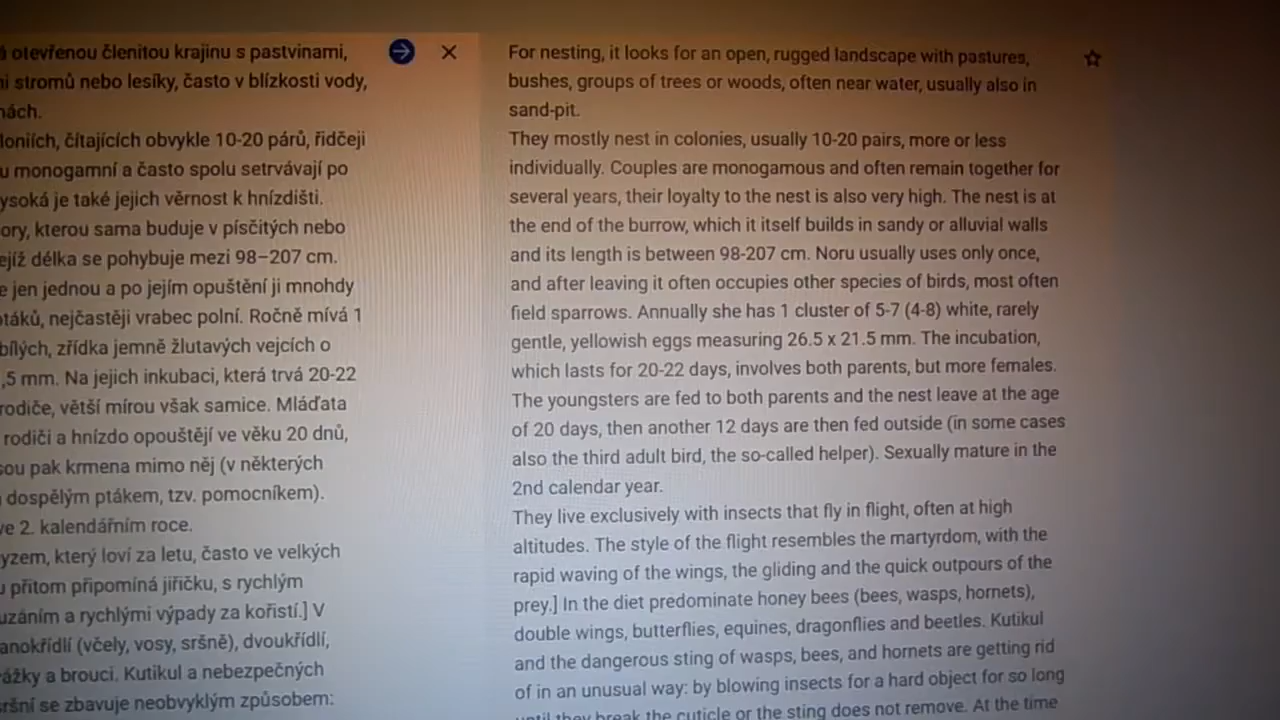 otevřenou členitou krajinu s pastvinami,
stromů nebo lesíky, často v blízkosti vody,
čítajících obvykle 10-20 párů, řidčeji
monogamní a často spolu setrvávají po
je také jejich věrnost k hnízdišti.
kterou sama buduje v písčitých nebo
délka se pohybuje mezi 98–207 cm.
jen jednou a po jejím opuštění ji mnohdy
nejčastěji vrabec polní. Ročně mívá 1
bílých, zřídka jemně žlutavých vejcích o
,5 mm. Na jejich inkubaci, která trvá 20-22
rodiče, větší mírou však samice. Mláďata
rodiči a hnízdo opouštějí ve věku 20 dnů,
pak krmena mimo něj (v některých
dospělým ptákem, tzv. pomocníkem).
ve 2. kalendářním roce.
který loví za letu, často ve velkých
přitom připomíná jiřičku, s rychlým
a rychlými výpady za kořistí.] V
(včely, vosy, sršně), dvoukřídlí,
a brouci. Kutikul a nebezpečných
se zbavuje neobvyklým způsobem:
For nesting, it looks for an open, rugged landscape with pastures,
bushes, groups of trees or woods, often near water, usually also in
sand-pit.
They mostly nest in colonies, usually 10-20 pairs, more or less
individually. Couples are monogamous and often remain together for
several years, their loyalty to the nest is also very high. The nest is at
the end of the burrow, which it itself builds in sandy or alluvial walls
and its length is between 98-207 cm. Noru usually uses only once,
and after leaving it often occupies other species of birds, most often
field sparrows. Annually she has 1 cluster of 5-7 (4-8) white, rarely
gentle, yellowish eggs measuring 26.5 x 21.5 mm. The incubation,
which lasts for 20-22 days, involves both parents, but more females.
The youngsters are fed to both parents and the nest leave at the age
of 20 days, then another 12 days are then fed outside (in some cases
also the third adult bird, the so-called helper). Sexually mature in the
2nd calendar year.
They live exclusively with insects that fly in flight, often at high
altitudes. The style of the flight resembles the martyrdom, with the
rapid waving of the wings, the gliding and the quick outpours of the
prey.] In the diet predominate honey bees (bees, wasps, hornets),
double wings, butterflies, equines, dragonflies and beetles. Kutikul
and the dangerous sting of wasps, bees, and hornets are getting rid
of in an unusual way: by blowing insects for a hard object for so long
until they break the cuticle or the sting does not remove. At the time